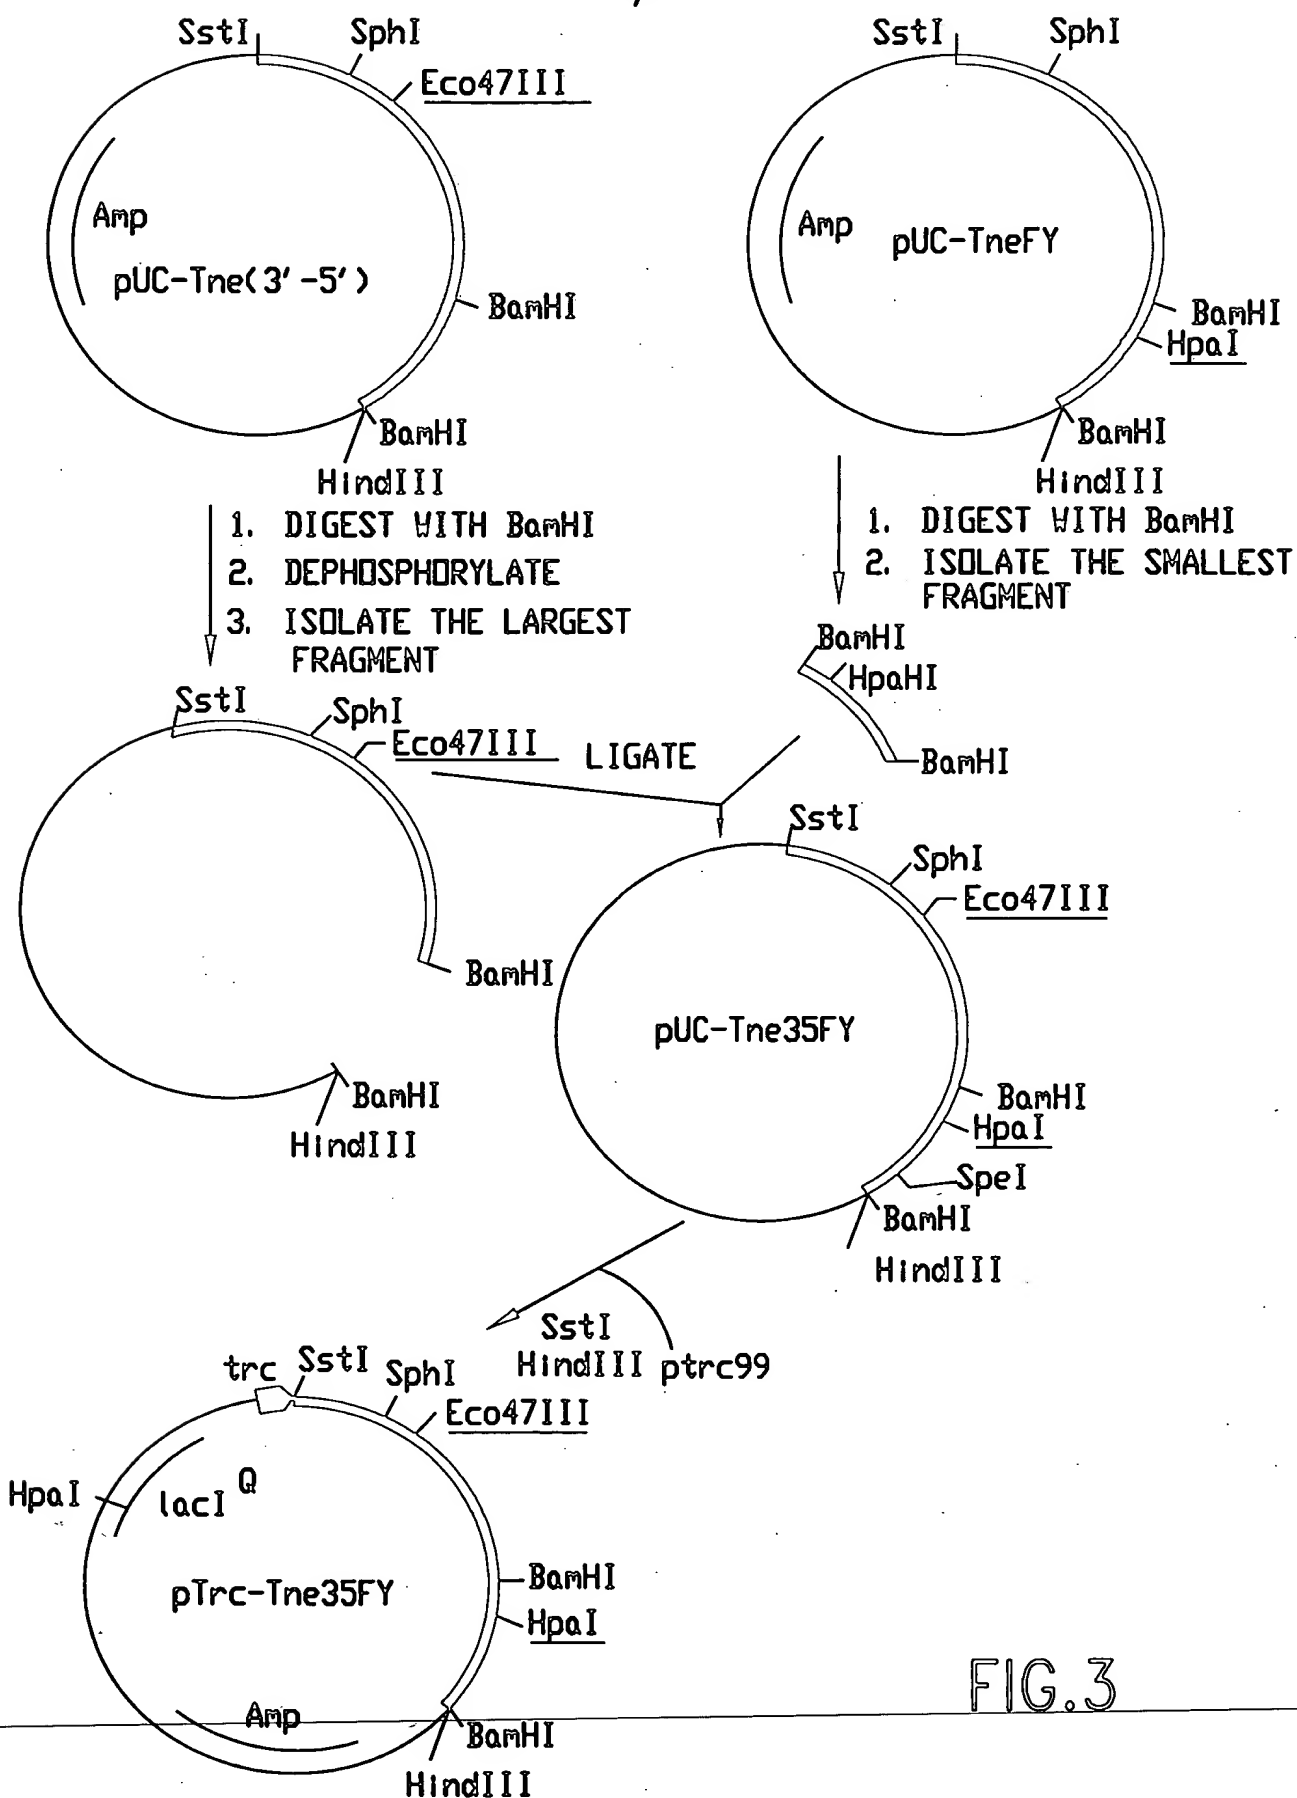 SstI
SphI
Eco47III
Amp
pUC-Tne(3'-5')
BamHI
BamHI
HindIII
SstI
SphI
Amp
pUC-TneFY
BamHI
HpaI
BamHI
HindIII
1. DIGEST WITH BamHI
2. DEPHOSPHORYLATE
3. ISOLATE THE LARGEST
FRAGMENT
1. DIGEST WITH BamHI
2. ISOLATE THE SMALLEST
FRAGMENT
BamHI
HpaHI
BamHI
SstI
SphI
Eco47III
LIGATE
BamHI
BamHI
HindIII
SstI
SphI
Eco47III
pUC-Tne35FY
BamHI
HpaI
SpeI
BamHI
HindIII
SstI
HindIII ptrc99
trc
SstI
SphI
Eco47III
HpaI
lacI Q
pTrc-Tne35FY
BamHI
HpaI
Amp
BamHI
HindIII
FIG.3